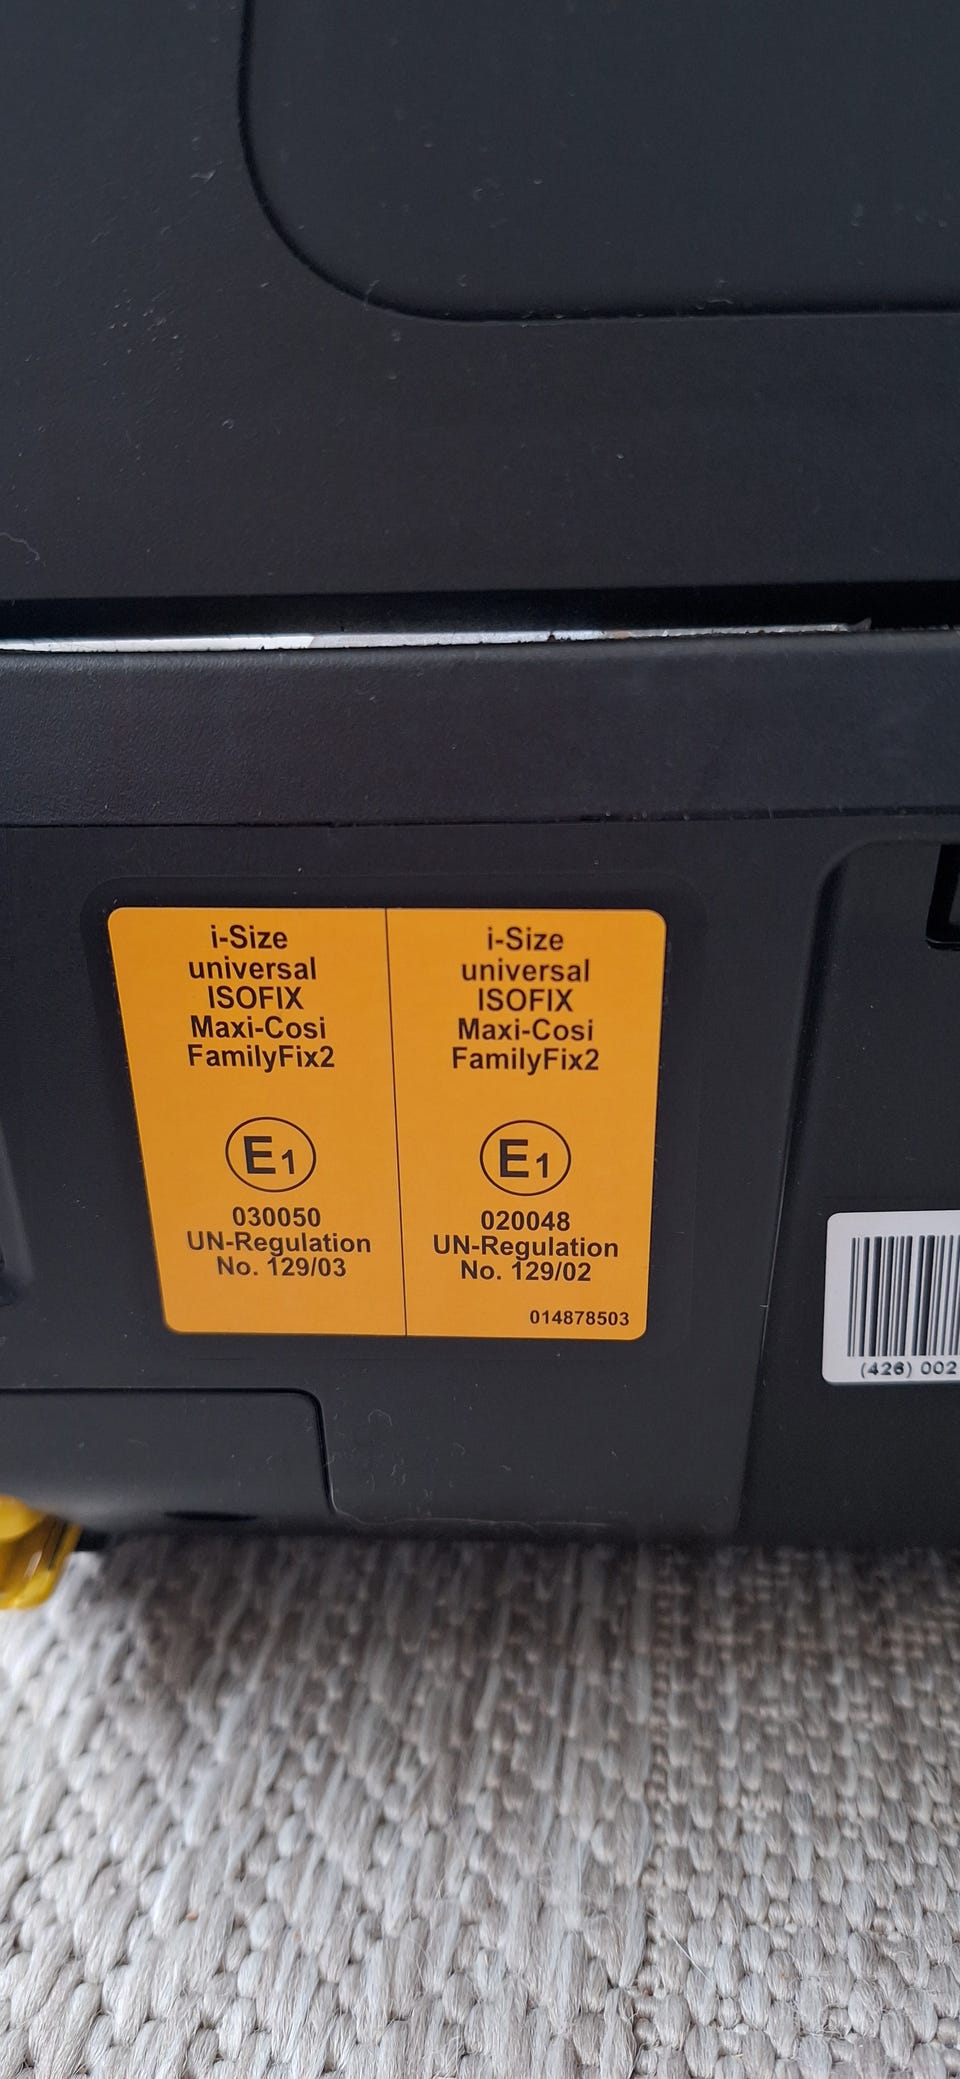 i-Size
universal
ISOFIX
Maxi-Cosi
FamilyFix2
E1
030050
UN-Regulation
No. 129/03
i-Size
universal
ISOFIX
Maxi-Cosi
FamilyFix2
E1
020048
UN-Regulation
No. 129/02
014878503
(426) 002